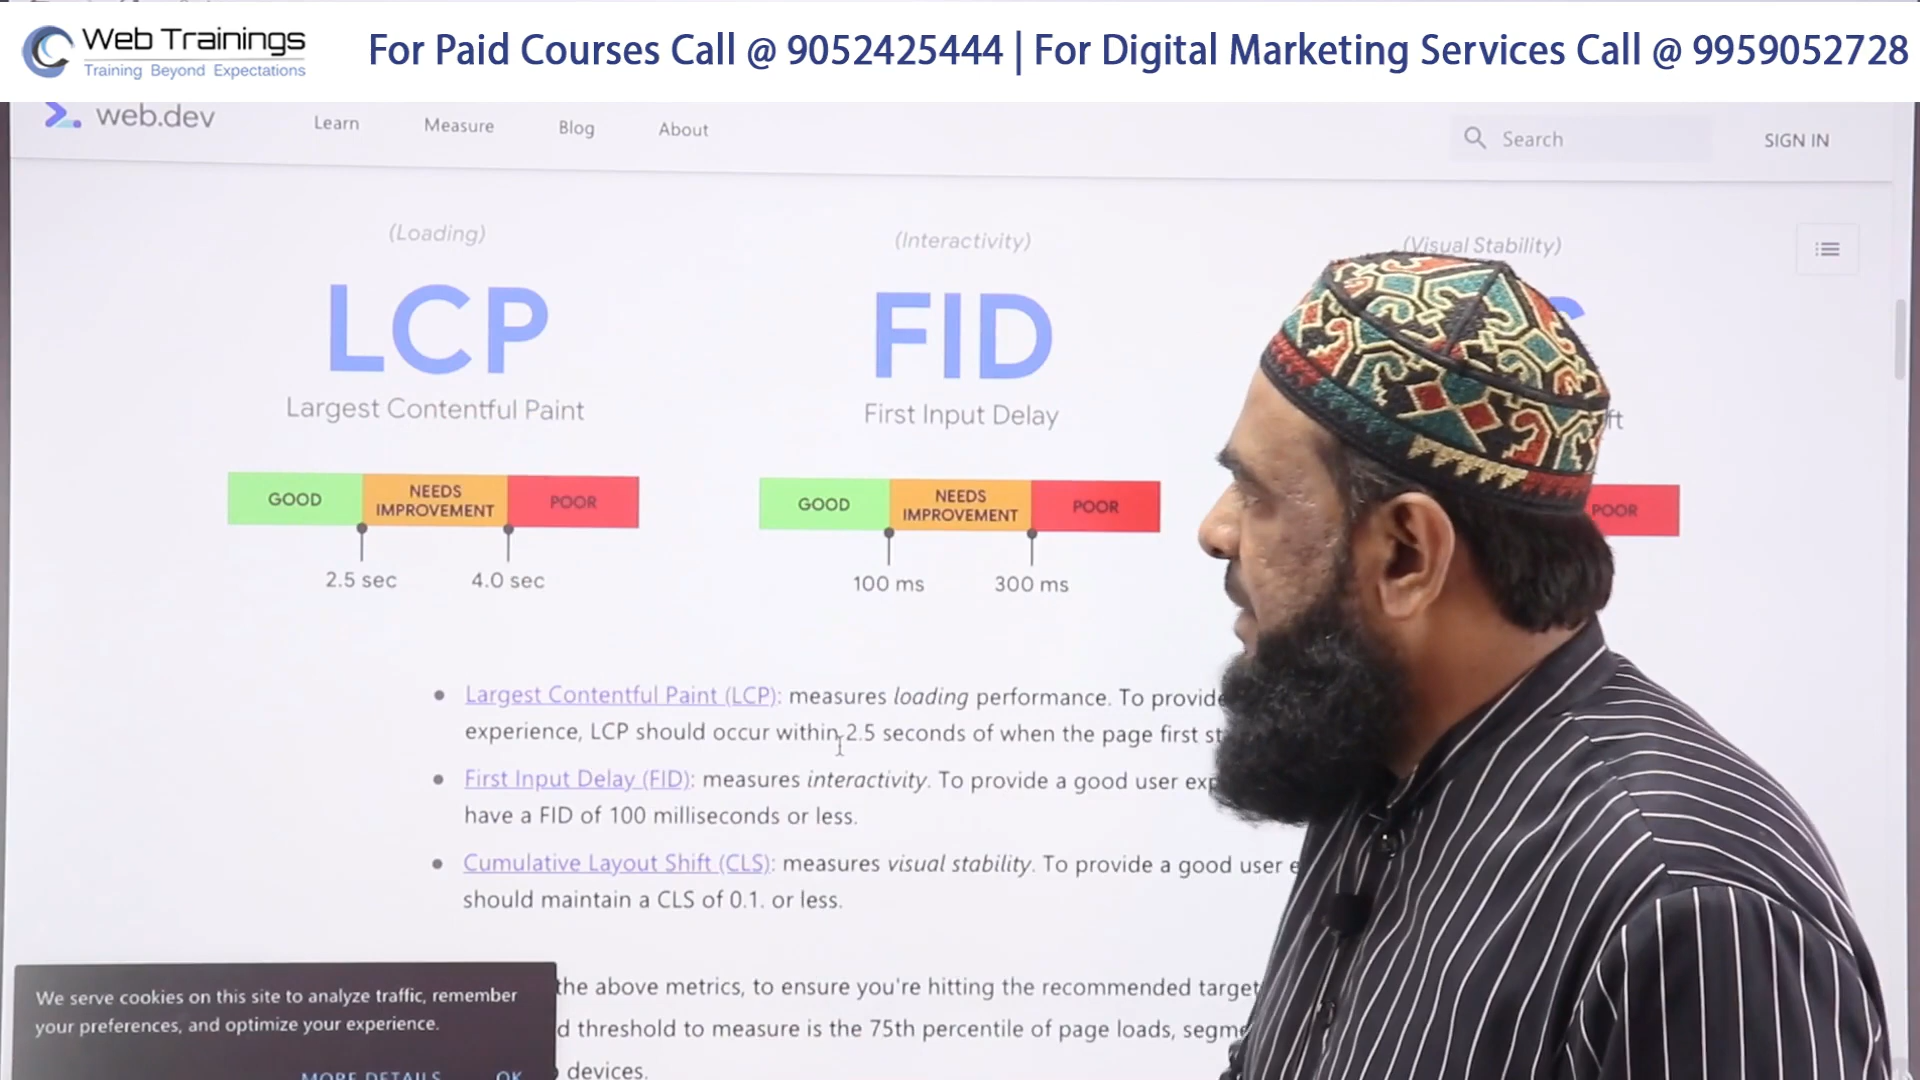 Web Trainings
Training Beyond Expectations
For Paid Courses Call @ 9052425444 | For Digital Marketing Services Call @ 9959052728
web.dev
Learn
Measure
Blog
About
Search
SIGN IN
(Loading)
(Interactivity)
(Visual Stability)
LCP
FID
Largest Contentful Paint
First Input Delay
GOOD
NEEDS
IMPROVEMENT
POOR
GOOD
NEEDS
IMPROVEMENT
POOR
POOR
2.5 sec
4.0 sec
100 ms
300 ms
Largest Contentful Paint (LCP): measures loading performance. To provide
experience, LCP should occur within 2.5 seconds of when the page first
First Input Delay (FID): measures interactivity. To provide a good user
have a FID of 100 milliseconds or less.
Cumulative Layout Shift (CLS): measures visual stability. To provide a good user
should maintain a CLS of 0.1. or less.
the above metrics, to ensure you're hitting the recommended target
threshold to measure is the 75th percentile of page loads,
devices.
We serve cookies on this site to analyze traffic, remember
your preferences, and optimize your experience.
MORE DETAILS
OK